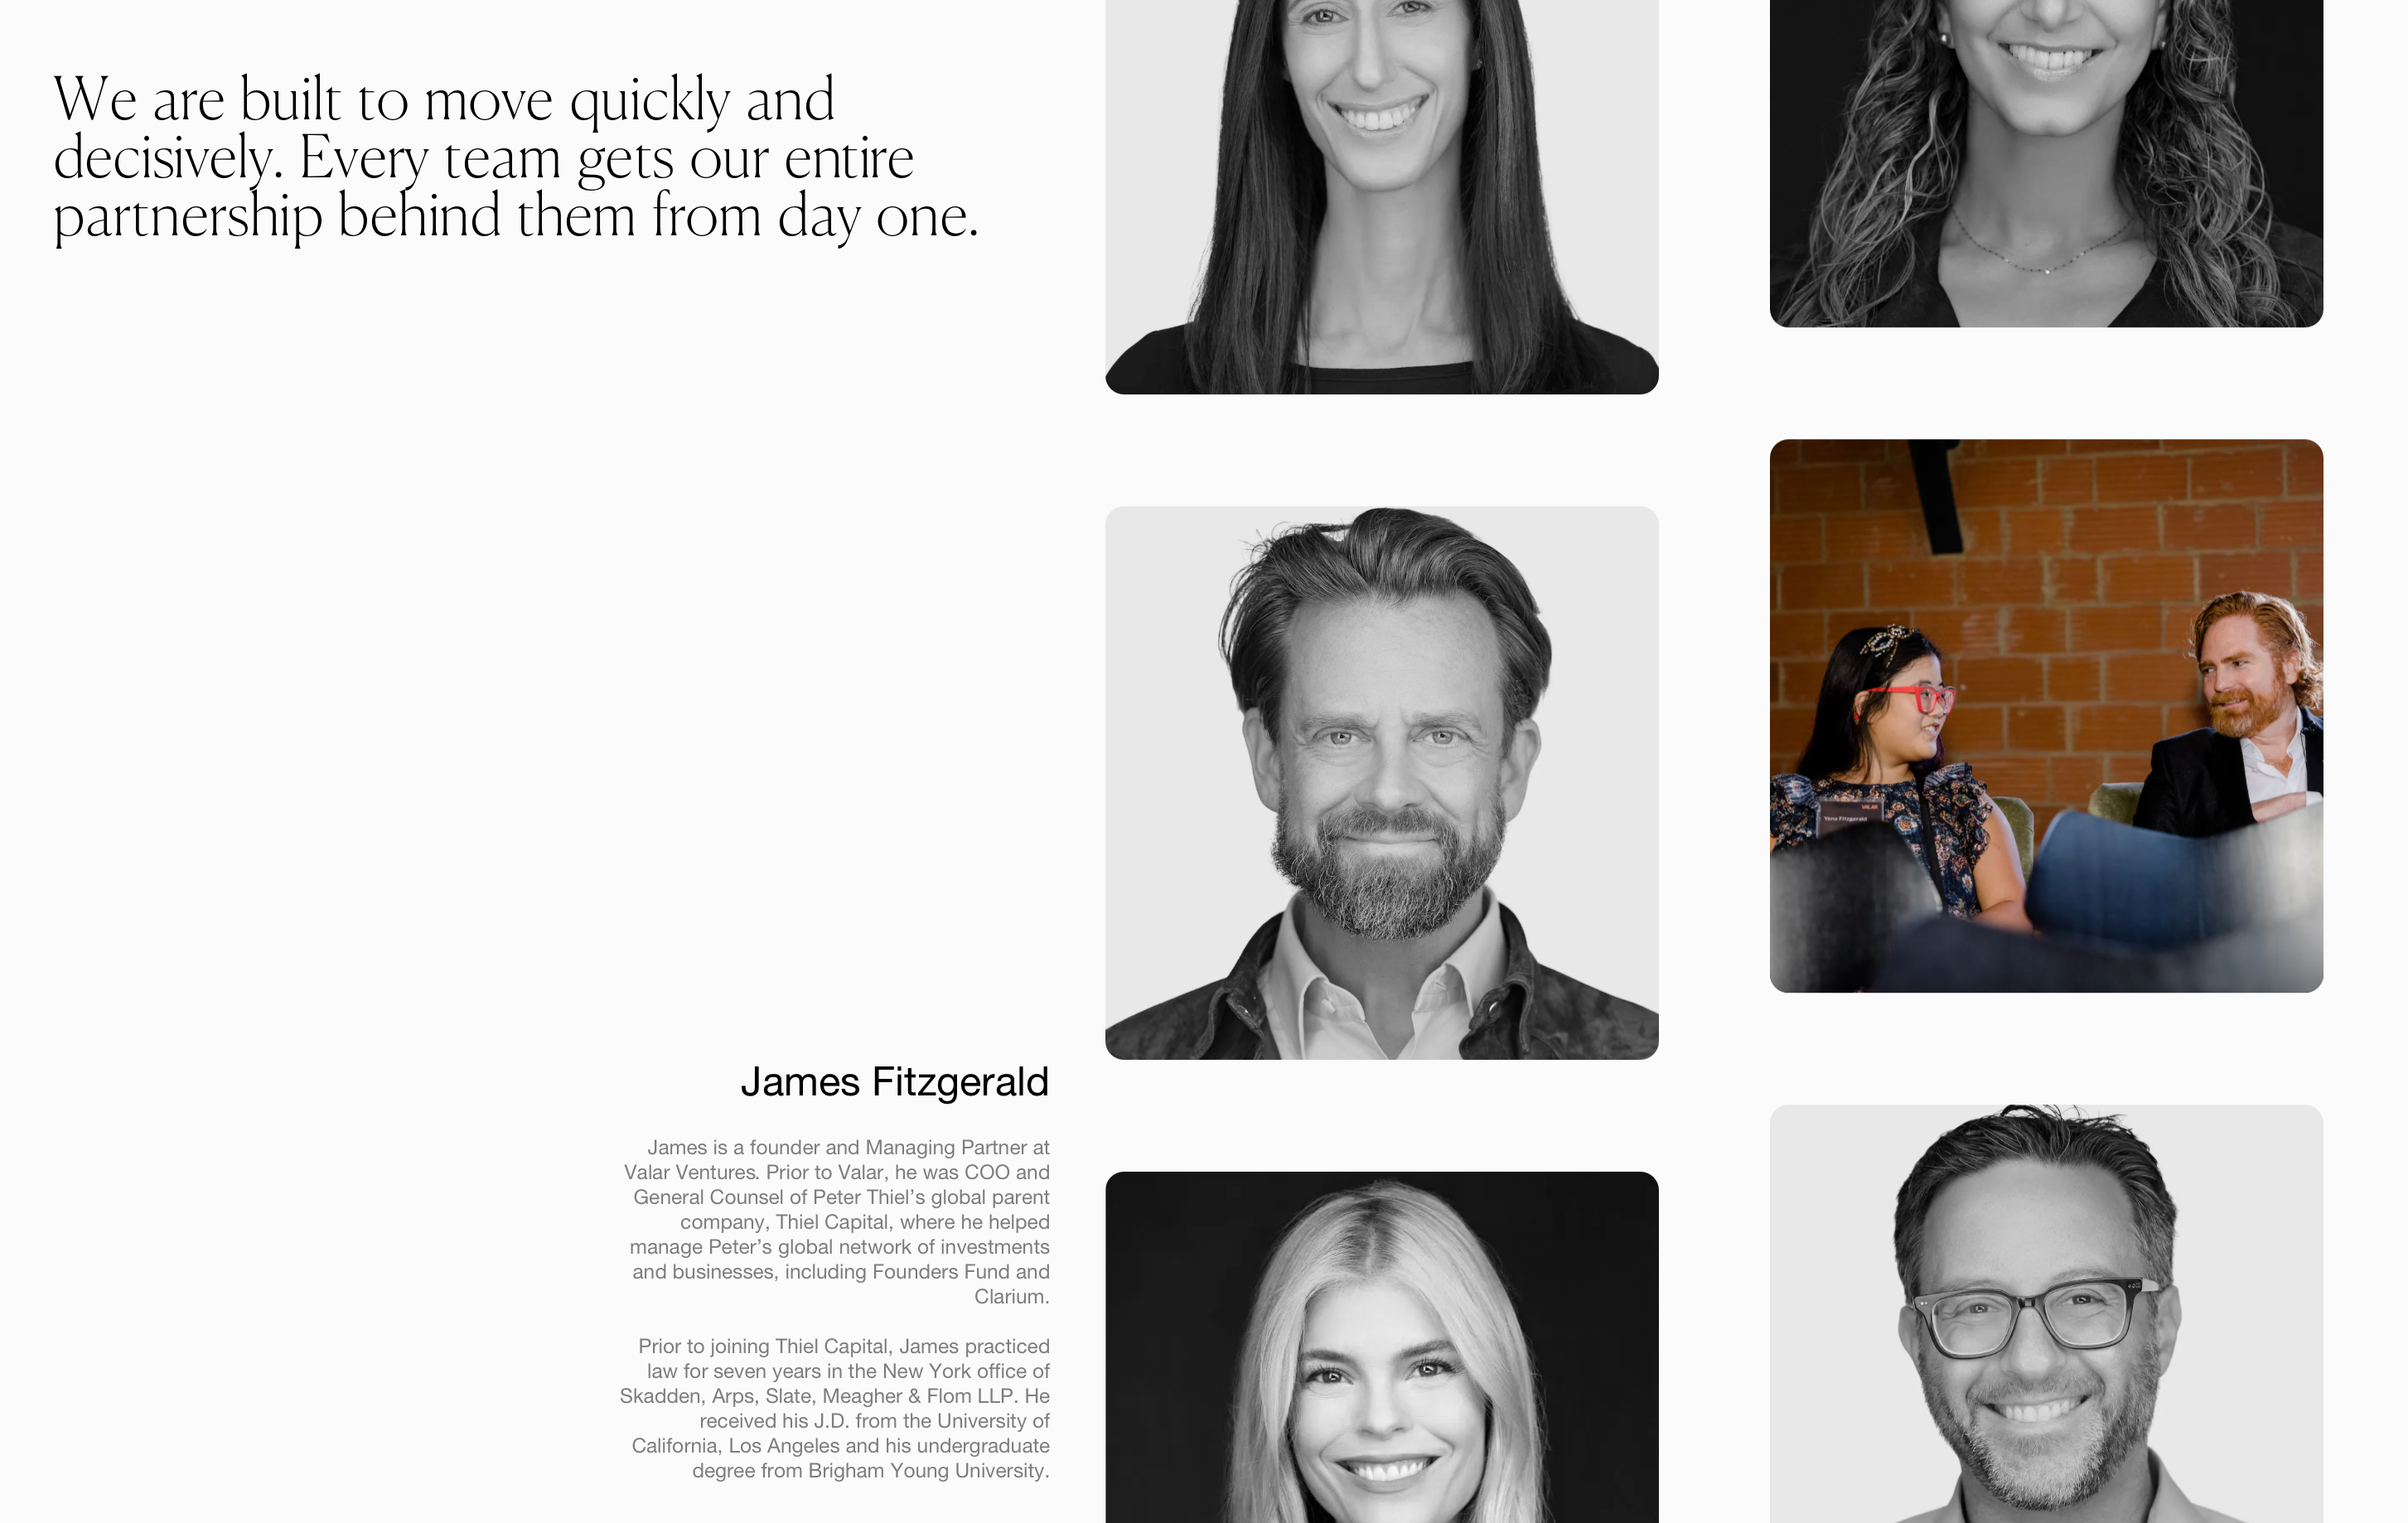 We are built to move quickly and
decisively. Every team gets our entire
partnership behind them from day one.
VALAR
Yena Fitzgerald
James Fitzgerald
James is a founder and Managing Partner at
Valar Ventures. Prior to Valar, he was COO and
General Counsel of Peter Thiel’s global parent
company, Thiel Capital, where he helped
manage Peter’s global network of investments
and businesses, including Founders Fund and
Clarium.
Prior to joining Thiel Capital, James practiced
law for seven years in the New York office of
Skadden, Arps, Slate, Meagher & Flom LLP. He
received his J.D. from the University of
California, Los Angeles and his undergraduate
degree from Brigham Young University.